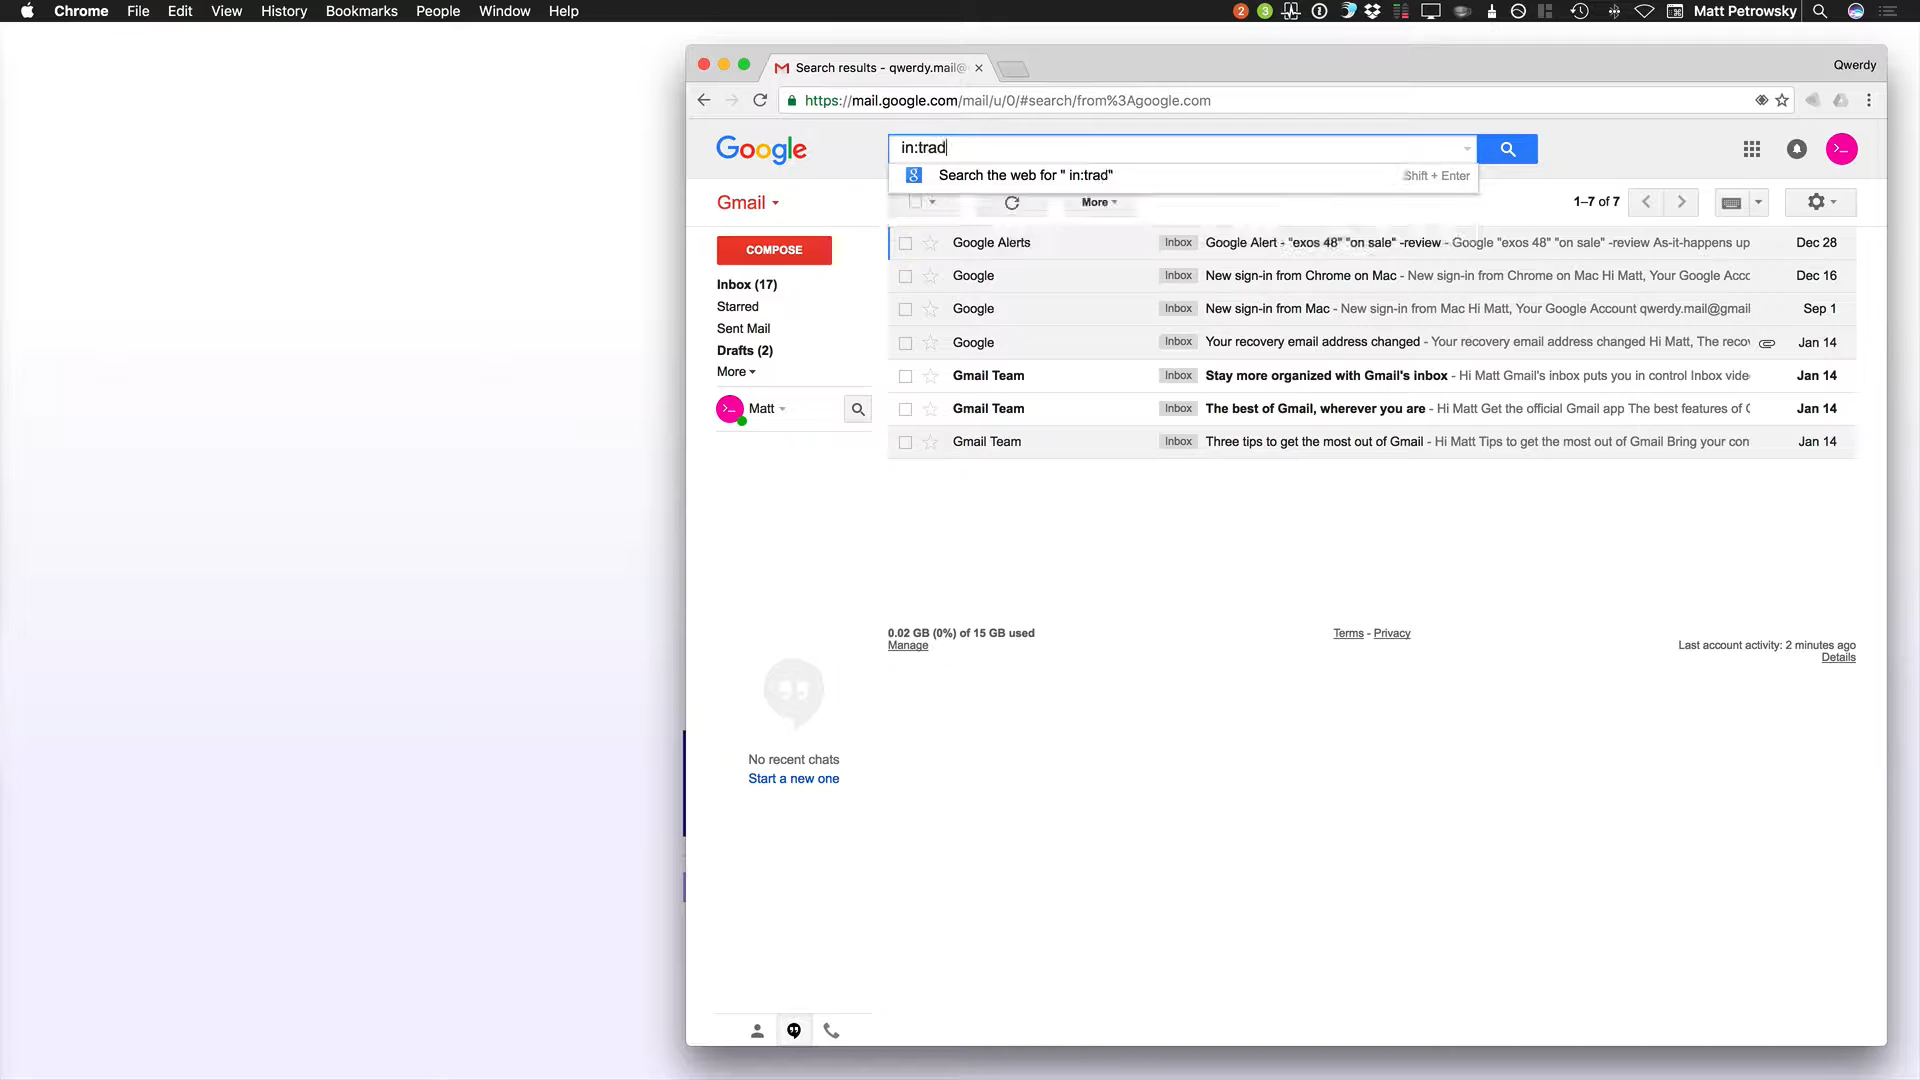 Chrome File Edit View History Bookmarks People Window Help 2 3 Matt Petrowsky
Search results - qwerdy.mail@ Qwerdy
https://mail.google.com/mail/u/0/#search/from%3Agoogle.com
Google in:trad
Search the web for " in:trad" Shift + Enter
Gmail More 1–7 of 7
COMPOSE
Inbox (17)
Starred
Sent Mail
Drafts (2)
More
Matt
Google Alerts Inbox Google Alert - "exos 48" "on sale" -review - Google "exos 48" "on sale" -review As-it-happens up Dec 28
Google Inbox New sign-in from Chrome on Mac - New sign-in from Chrome on Mac Hi Matt, Your Google Acco Dec 16
Google Inbox New sign-in from Mac - New sign-in from Mac Hi Matt, Your Google Account qwerdy.mail@gmail Sep 1
Google Inbox Your recovery email address changed - Your recovery email address changed Hi Matt, The recov Jan 14
Gmail Team Inbox Stay more organized with Gmail's inbox - Hi Matt Gmail's inbox puts you in control Inbox vide Jan 14
Gmail Team Inbox The best of Gmail, wherever you are - Hi Matt Get the official Gmail app The best features of Jan 14
Gmail Team Inbox Three tips to get the most out of Gmail - Hi Matt Tips to get the most out of Gmail Bring your con Jan 14
0.02 GB (0%) of 15 GB used
Manage
Terms - Privacy
Last account activity: 2 minutes ago
Details
No recent chats
Start a new one